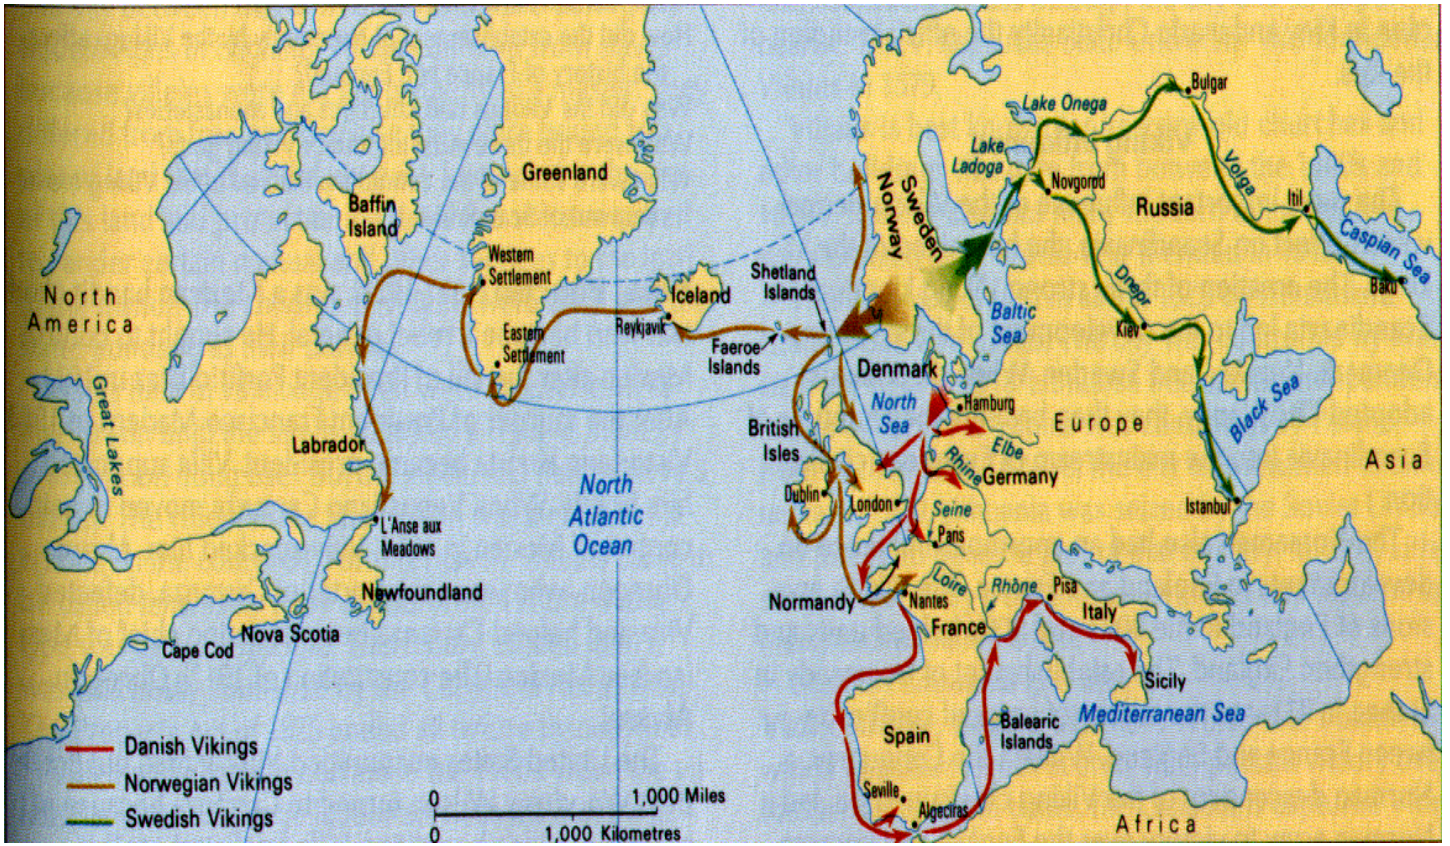 Greenland
Baffin
Island
Western
Settlement
Eastern
Settlement
Iceland
Reykjavik
Shetland
Islands
Faeroe
Islands
Norway
Sweden
Lake Onega
Lake
Ladoga
Bulgar
Novgorod
Volga
Russia
Itil
Caspian Sea
Baku
Dnepr
Kiev
Baltic
Sea
Denmark
North
Sea
Hamburg
Elbe
Europe
Black Sea
Asia
North
America
Great Lakes
Labrador
L'Anse aux
Meadows
Newfoundland
Nova Scotia
Cape Cod
North
Atlantic
Ocean
British
Isles
Dublin
London
Rhine
Germany
Seine
Paris
Istanbul
Normandy
Loire
Nantes
France
Rhône
Pisa
Italy
Sicily
Mediterranean Sea
Balearic
Islands
Spain
Seville
Algeciras
Africa
Danish Vikings
Norwegian Vikings
Swedish Vikings
0
1,000 Miles
0
1,000 Kilometres